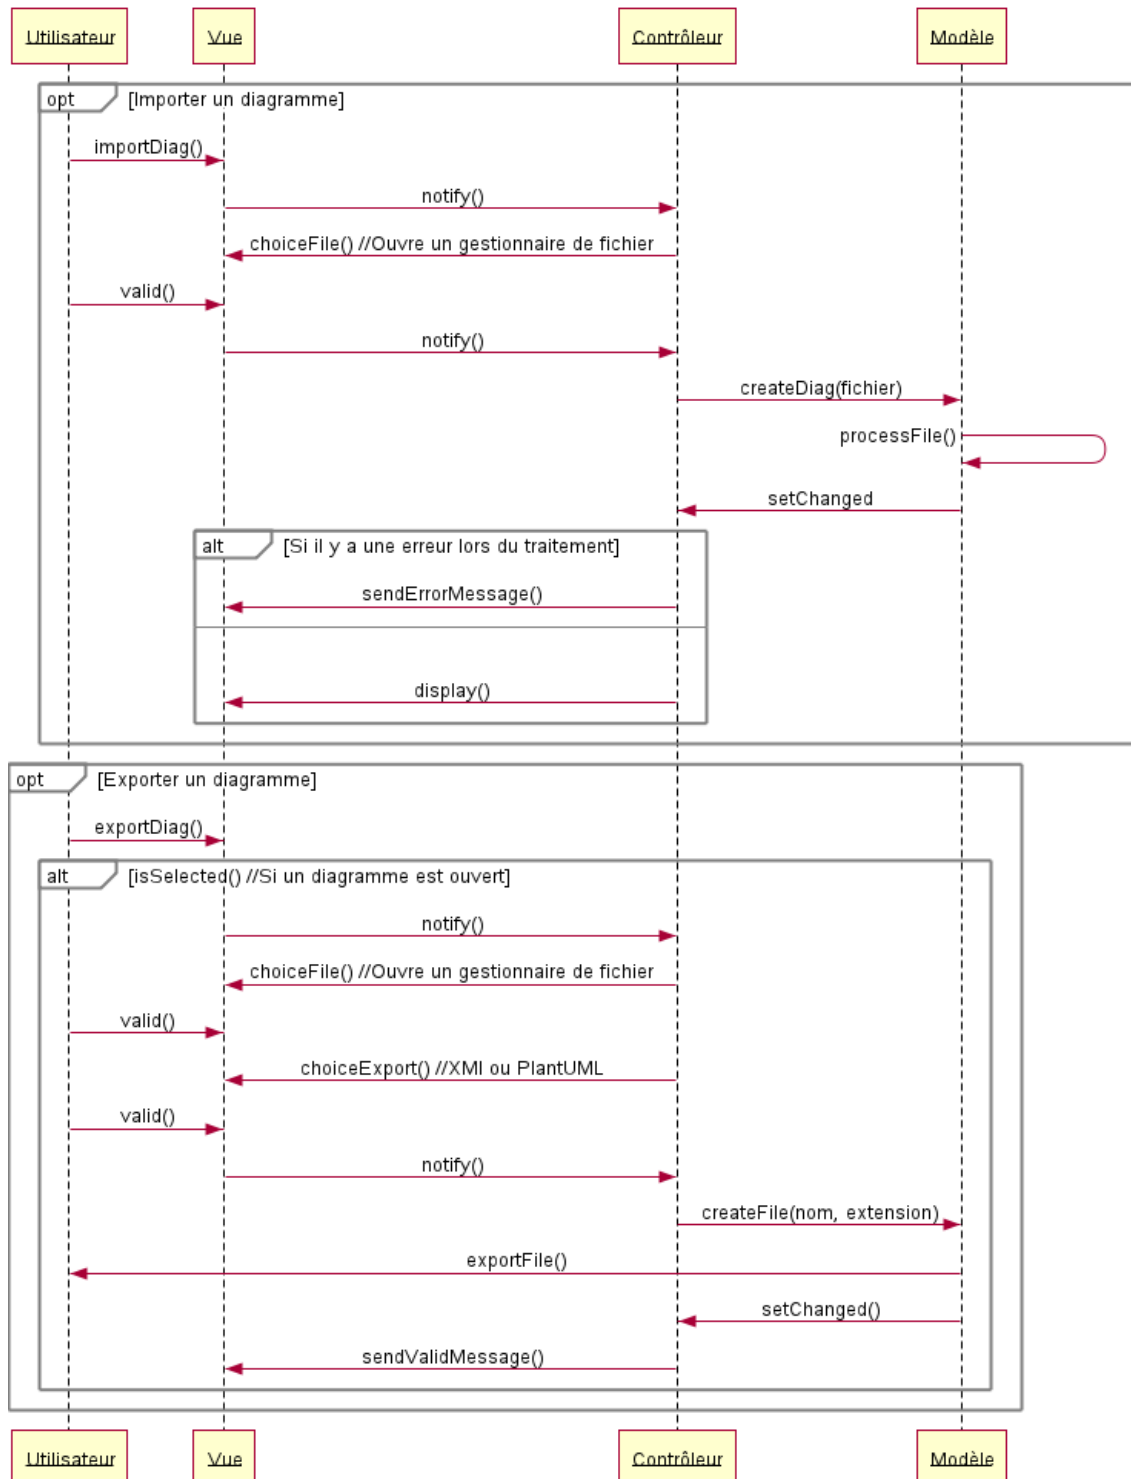 Utilisateur
Vue
Contrôleur
Modèle
opt
[Importer un diagramme]
importDiag()
notify()
choiceFile() //Ouvre un gestionnaire de fichier
valid()
notify()
createDiag(fichier)
processFile()
setChanged
alt
[Si il y a une erreur lors du traitement]
sendErrorMessage()
display()
opt
[Exporter un diagramme]
exportDiag()
alt
[isSelected() //Si un diagramme est ouvert]
notify()
choiceFile() //Ouvre un gestionnaire de fichier
valid()
choiceExport() //XMI ou PlantUML
valid()
notify()
createFile(nom, extension)
exportFile()
setChanged()
sendValidMessage()
Utilisateur
Vue
Contrôleur
Modèle